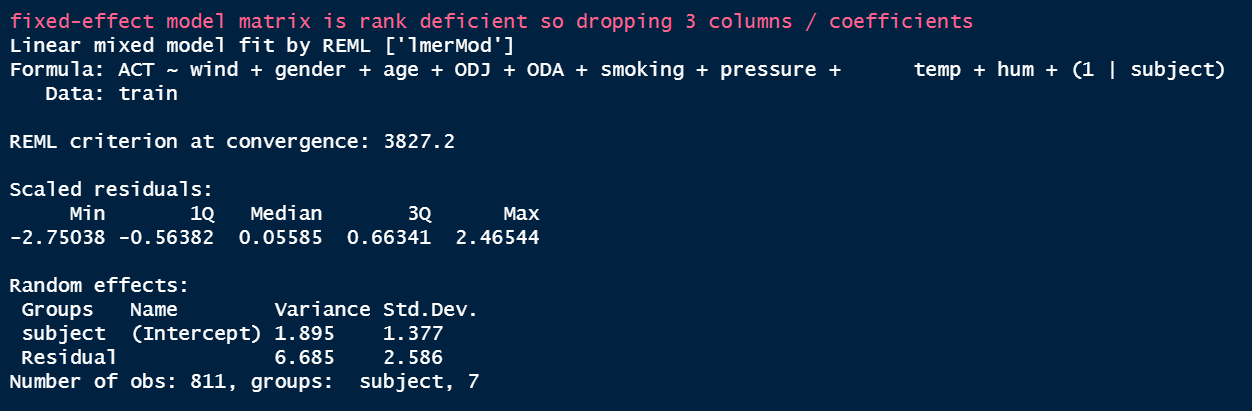 fixed-effect model matrix is rank deficient so dropping 3 columns / coefficients
Linear mixed model fit by REML ['lmerMod']
Formula: ACT ~ wind + gender + age + ODJ + ODA + smoking + pressure +      temp + hum + (1 | subject)
   Data: train

REML criterion at convergence: 3827.2

Scaled residuals:
     Min       1Q   Median       3Q      Max
-2.75038 -0.56382  0.05585  0.66341  2.46544

Random effects:
 Groups   Name        Variance Std.Dev.
 subject  (Intercept) 1.895    1.377
 Residual             6.685    2.586
Number of obs: 811, groups:  subject, 7